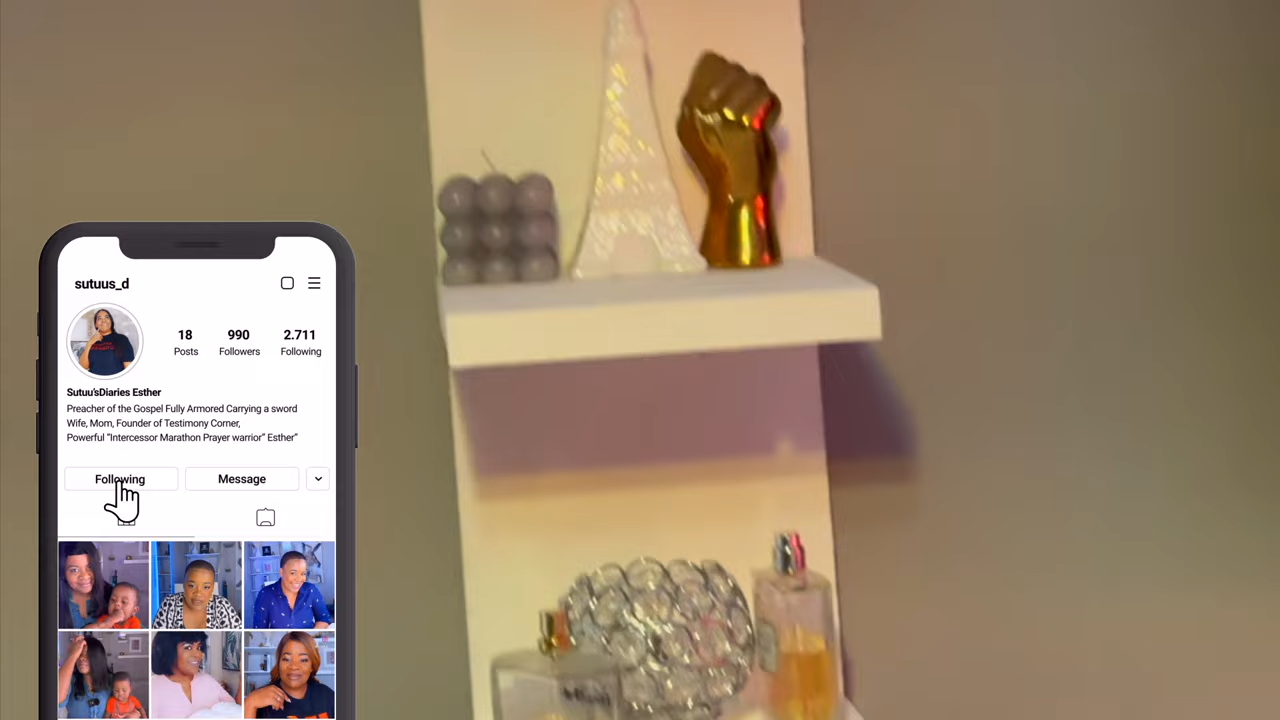 sutuus_d
18 990 2.711
Posts Followers Following
Sutuu'sDiaries Esther
Preacher of the Gospel Fully Armored Carrying a sword
Wife, Mom, Founder of Testimony Corner,
Powerful "Intercessor Marathon Prayer warrior" Esther"
Following Message